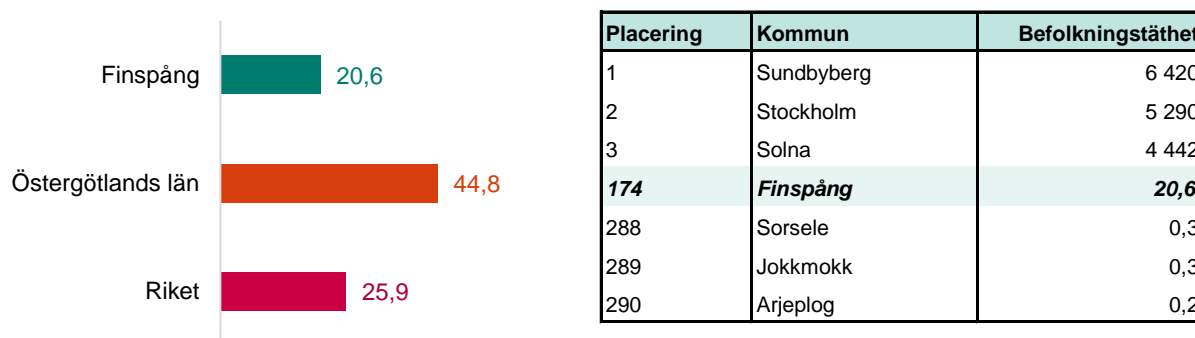 Finspång 20,6
Östergötlands län 44,8
Riket 25,9
Placering Kommun Befolkningstäthet
1 Sundbyberg 6 420
2 Stockholm 5 290
3 Solna 4 442
174 Finspång 20,6
288 Sorsele 0,3
289 Jokkmokk 0,3
290 Arjeplog 0,2